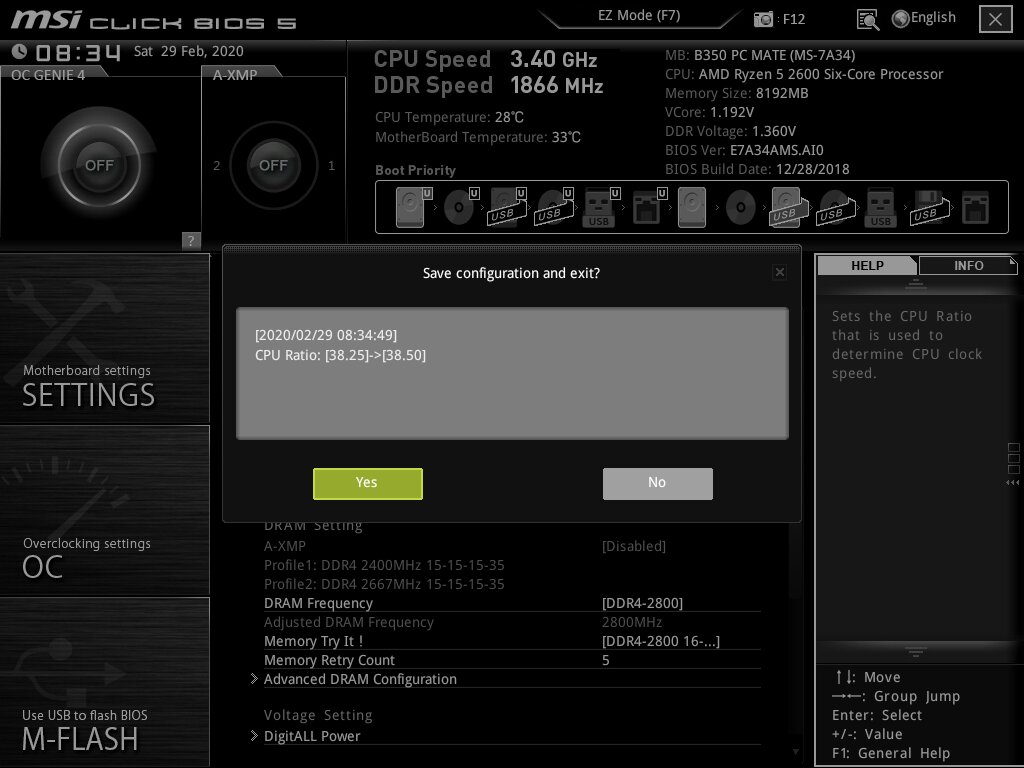 msi CLICK BIOS 5
EZ Mode (F7)
: F12
English
08:34 Sat 29 Feb, 2020
OC GENIE 4
A-XMP
OFF
2 OFF 1
?
CPU Speed 3.40 GHz
DDR Speed 1866 MHz
CPU Temperature: 28℃
MotherBoard Temperature: 33℃
MB: B350 PC MATE (MS-7A34)
CPU: AMD Ryzen 5 2600 Six-Core Processor
Memory Size: 8192MB
VCore: 1.192V
DDR Voltage: 1.360V
BIOS Ver: E7A34AMS.AI0
BIOS Build Date: 12/28/2018
Boot Priority
U U U U U U
USB USB USB USB USB USB USB
Motherboard settings
SETTINGS
Overclocking settings
OC
Use USB to flash BIOS
M-FLASH
Save configuration and exit?
[2020/02/29 08:34:49]
CPU Ratio: [38.25]->[38.50]
Yes
No
DRAM Setting
A-XMP [Disabled]
Profile1: DDR4 2400MHz 15-15-15-35
Profile2: DDR4 2667MHz 15-15-15-35
DRAM Frequency [DDR4-2800]
Adjusted DRAM Frequency 2800MHz
Memory Try It ! [DDR4-2800 16-...]
Memory Retry Count 5
Advanced DRAM Configuration
Voltage Setting
DigitALL Power
HELP
INFO
Sets the CPU Ratio
that is used to
determine CPU clock
speed.
↑↓: Move
→←: Group Jump
Enter: Select
+/-: Value
F1: General Help